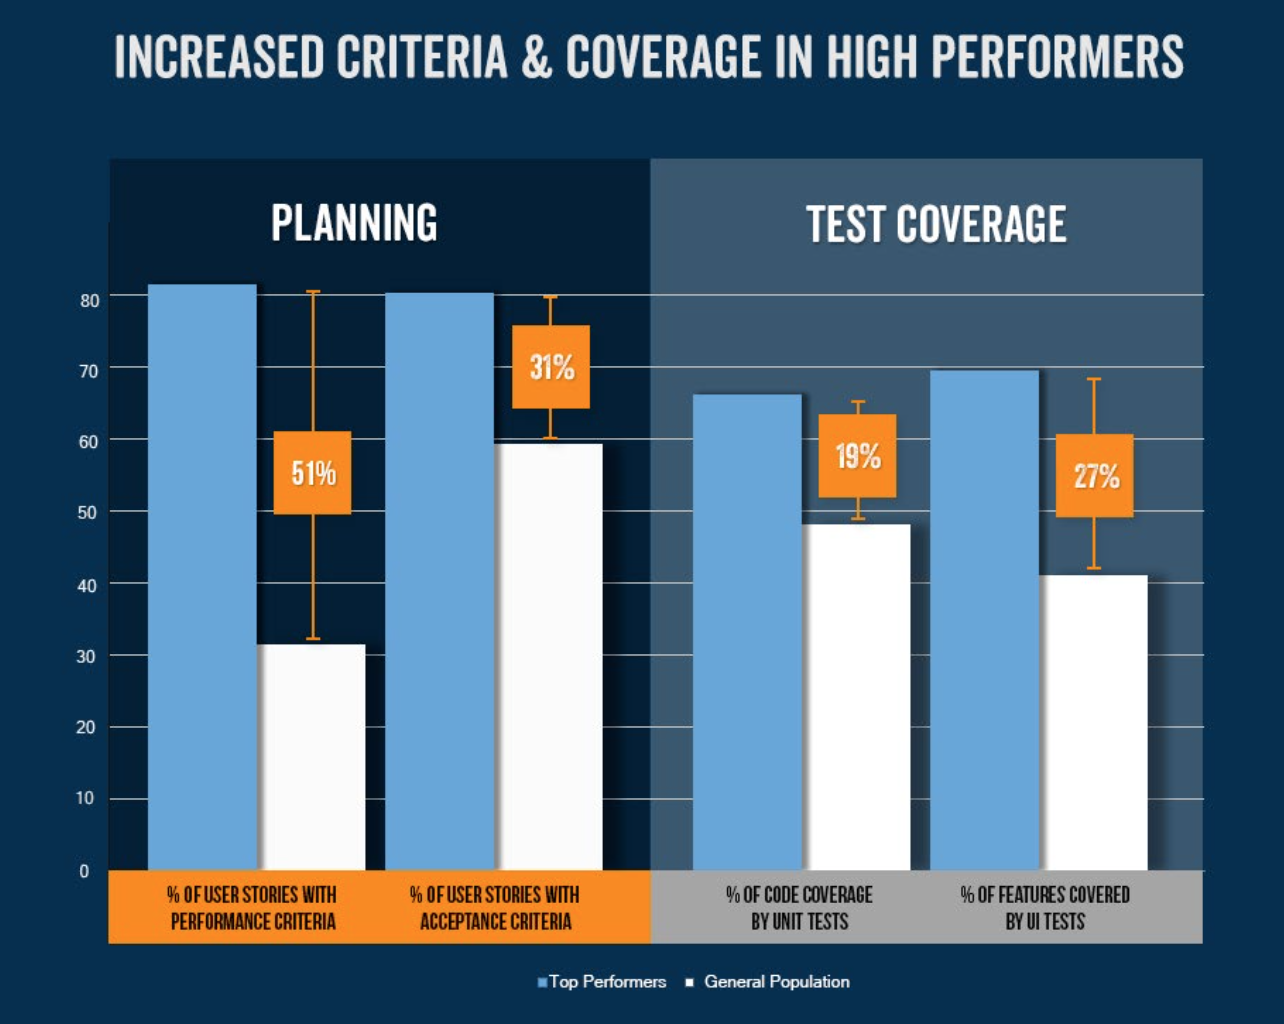 INCREASED CRITERIA & COVERAGE IN HIGH PERFORMERS
PLANNING
TEST COVERAGE
80
70
60
50
40
30
20
10
0
51%
31%
19%
27%
% OF USER STORIES WITH
PERFORMANCE CRITERIA
% OF USER STORIES WITH
ACCEPTANCE CRITERIA
% OF CODE COVERAGE
BY UNIT TESTS
% OF FEATURES COVERED
BY UI TESTS
Top Performers
General Population